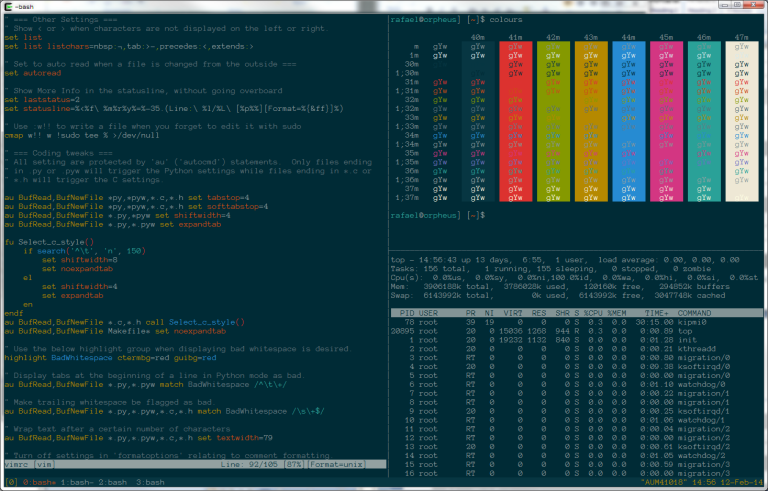 ~bash
" === Other Settings ===
" Show < or > when characters are not displayed on the left or right.
set list
set list listchars=nbsp:¬,tab:>-,precedes:<,extends:>
" Set to auto read when a file is changed from the outside ===
set autoread
" Show More Info in the statusline, without going overboard
set laststatus=2
set statusline=%<%f\ %m%r%y%=%-35.(Line:\ %l/%L\ [%p%%][Format=%{&ff}]%)
" Use :w!! to write a file when you forget to edit it with sudo
cmap w!! w !sudo tee % >/dev/null
" === Coding tweaks ===
" All setting are protected by 'au' ('autocmd') statements.  Only files ending
" in .py or .pyw will trigger the Python settings while files ending in *.c or
" *.h will trigger the C settings.
au BufRead,BufNewFile *py,*pyw,*.c,*.h set tabstop=4
au BufRead,BufNewFile *py,*pyw,*.c,*.h set softtabstop=4
au BufRead,BufNewFile *.py,*pyw set shiftwidth=4
au BufRead,BufNewFile *.py,*.pyw set expandtab
fu Select_c_style()
    if search('^\t', 'n', 150)
        set shiftwidth=8
        set noexpandtab
    el
        set shiftwidth=4
        set expandtab
    en
endf
au BufRead,BufNewFile *.c,*.h call Select_c_style()
au BufRead,BufNewFile Makefile* set noexpandtab
" Use the below highlight group when displaying bad whitespace is desired
highlight BadWhitespace ctermbg=red guibg=red
" Display tabs at the beginning of a line in Python mode as bad.
au BufRead,BufNewFile *.py,*.pyw match BadWhitespace /^\t\+/
" Make trailing whitespace be flagged as bad
au BufRead,BufNewFile *.py,*.pyw,*.c,*.h match BadWhitespace /\s\+$/
" Wrap text after a certain number of characters
au BufRead,BufNewFile *.py,*.pyw,*.c,*.h set textwidth=79
" Turn off settings in 'formatoptions' relating to comment formatting.
vimrc [vim] Line: 92/105 [87%][Format=unix]
rafael@orpheus] [~]$ colours
40m 41m 42m 43m 44m 45m 46m 47m
m gYw gYw gYw gYw gYw gYw gYw gYw gYw
1m gYw gYw gYw gYw gYw gYw gYw gYw gYw
30m gYw gYw gYw gYw gYw gYw gYw
1;30m gYw gYw gYw gYw gYw gYw gYw
31m gYw gYw gYw gYw gYw gYw gYw gYw
1;31m gYw gYw gYw gYw gYw gYw gYw gYw gYw
32m gYw gYw gYw gYw gYw gYw gYw gYw
1;32m gYw gYw gYw gYw gYw gYw gYw gYw gYw
33m gYw gYw gYw gYw gYw gYw gYw gYw
1;33m gYw gYw gYw gYw gYw gYw gYw gYw gYw
34m gYw gYw gYw gYw gYw gYw gYw gYw
1;34m gYw gYw gYw gYw gYw gYw gYw gYw gYw
35m gYw gYw gYw gYw gYw gYw gYw gYw
1;35m gYw gYw gYw gYw gYw gYw gYw gYw gYw
36m gYw gYw gYw gYw gYw gYw gYw gYw
1;36m gYw gYw gYw gYw gYw gYw gYw gYw gYw
37m gYw gYw gYw gYw gYw gYw gYw gYw
1;37m gYw gYw gYw gYw gYw gYw gYw gYw gYw
rafael@orpheus] [~]$
top - 14:56:43 up 13 days,  6:55,  1 user,  load average: 0.00, 0.00, 0.00
Tasks: 156 total,   1 running, 155 sleeping,   0 stopped,   0 zombie
Cpu(s):  0.0%us,  0.0%sy,  0.0%ni,100.0%id,  0.0%wa,  0.0%hi,  0.0%si,  0.0%st
Mem:   3906188k total,  3786028k used,   120160k free,   294852k buffers
Swap:  6143992k total,        0k used,  6143992k free,  3047748k cached
PID USER PR NI VIRT RES SHR S %CPU %MEM TIME+ COMMAND
78 root 39 19 0 0 0 S 0.3 0.0 30:15.00 kipmi0
20895 root 20 0 15036 1268 944 R 0.3 0.0 0:00.89 top
1 root 20 0 19232 1132 840 S 0.0 0.0 0:01.28 init
2 root 20 0 0 0 0 S 0.0 0.0 0:00.21 kthreadd
3 root RT 0 0 0 0 S 0.0 0.0 0:00.80 migration/0
4 root 20 0 0 0 0 S 0.0 0.0 0:09.38 ksoftirqd/0
5 root RT 0 0 0 0 S 0.0 0.0 0:00.00 migration/0
6 root RT 0 0 0 0 S 0.0 0.0 0:01.10 watchdog/0
7 root RT 0 0 0 0 S 0.0 0.0 0:00.22 migration/1
8 root RT 0 0 0 0 S 0.0 0.0 0:00.00 migration/1
9 root 20 0 0 0 0 S 0.0 0.0 0:00.25 ksoftirqd/1
10 root RT 0 0 0 0 S 0.0 0.0 0:01.06 watchdog/1
11 root RT 0 0 0 0 S 0.0 0.0 0:00.04 migration/2
12 root RT 0 0 0 0 S 0.0 0.0 0:00.00 migration/2
13 root 20 0 0 0 0 S 0.0 0.0 0:00.61 ksoftirqd/2
14 root RT 0 0 0 0 S 0.0 0.0 0:01.05 watchdog/2
15 root RT 0 0 0 0 S 0.0 0.0 0:00.59 migration/3
16 root RT 0 0 0 0 S 0.0 0.0 0:00.00 migration/3
[0] 0:bash* 1:bash- 2:bash  3:bash "AUM41018" 14:56 12-Feb-14